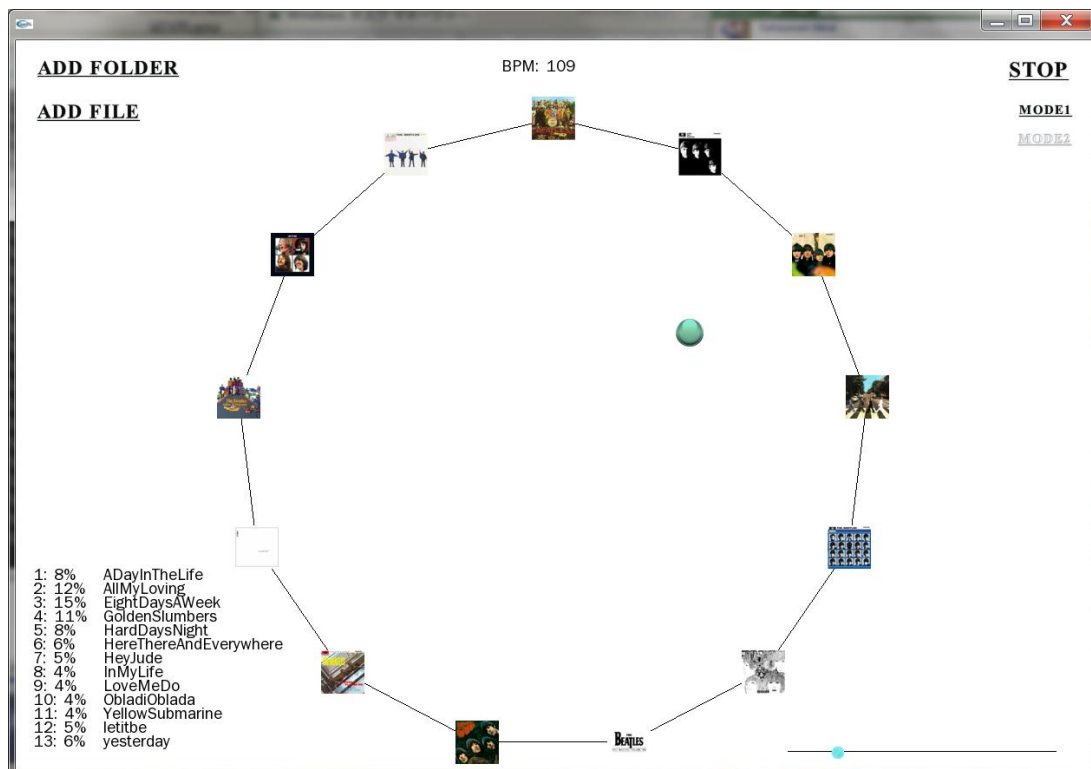 ADD FOLDER
BPM: 109
STOP
ADD FILE
MODE1
MODE2
1: 8% ADayInTheLife
2: 12% AllMyLoving
3: 15% EightDaysAWeek
4: 11% GoldenSlumbers
5: 8% HardDaysNight
6: 6% HereThereAndEverywhere
7: 5% HeyJude
8: 4% InMyLife
9: 4% LoveMeDo
10: 4% ObladiOblada
11: 4% YellowSubmarine
12: 5% letitbe
13: 6% yesterday
THE
BEATLES